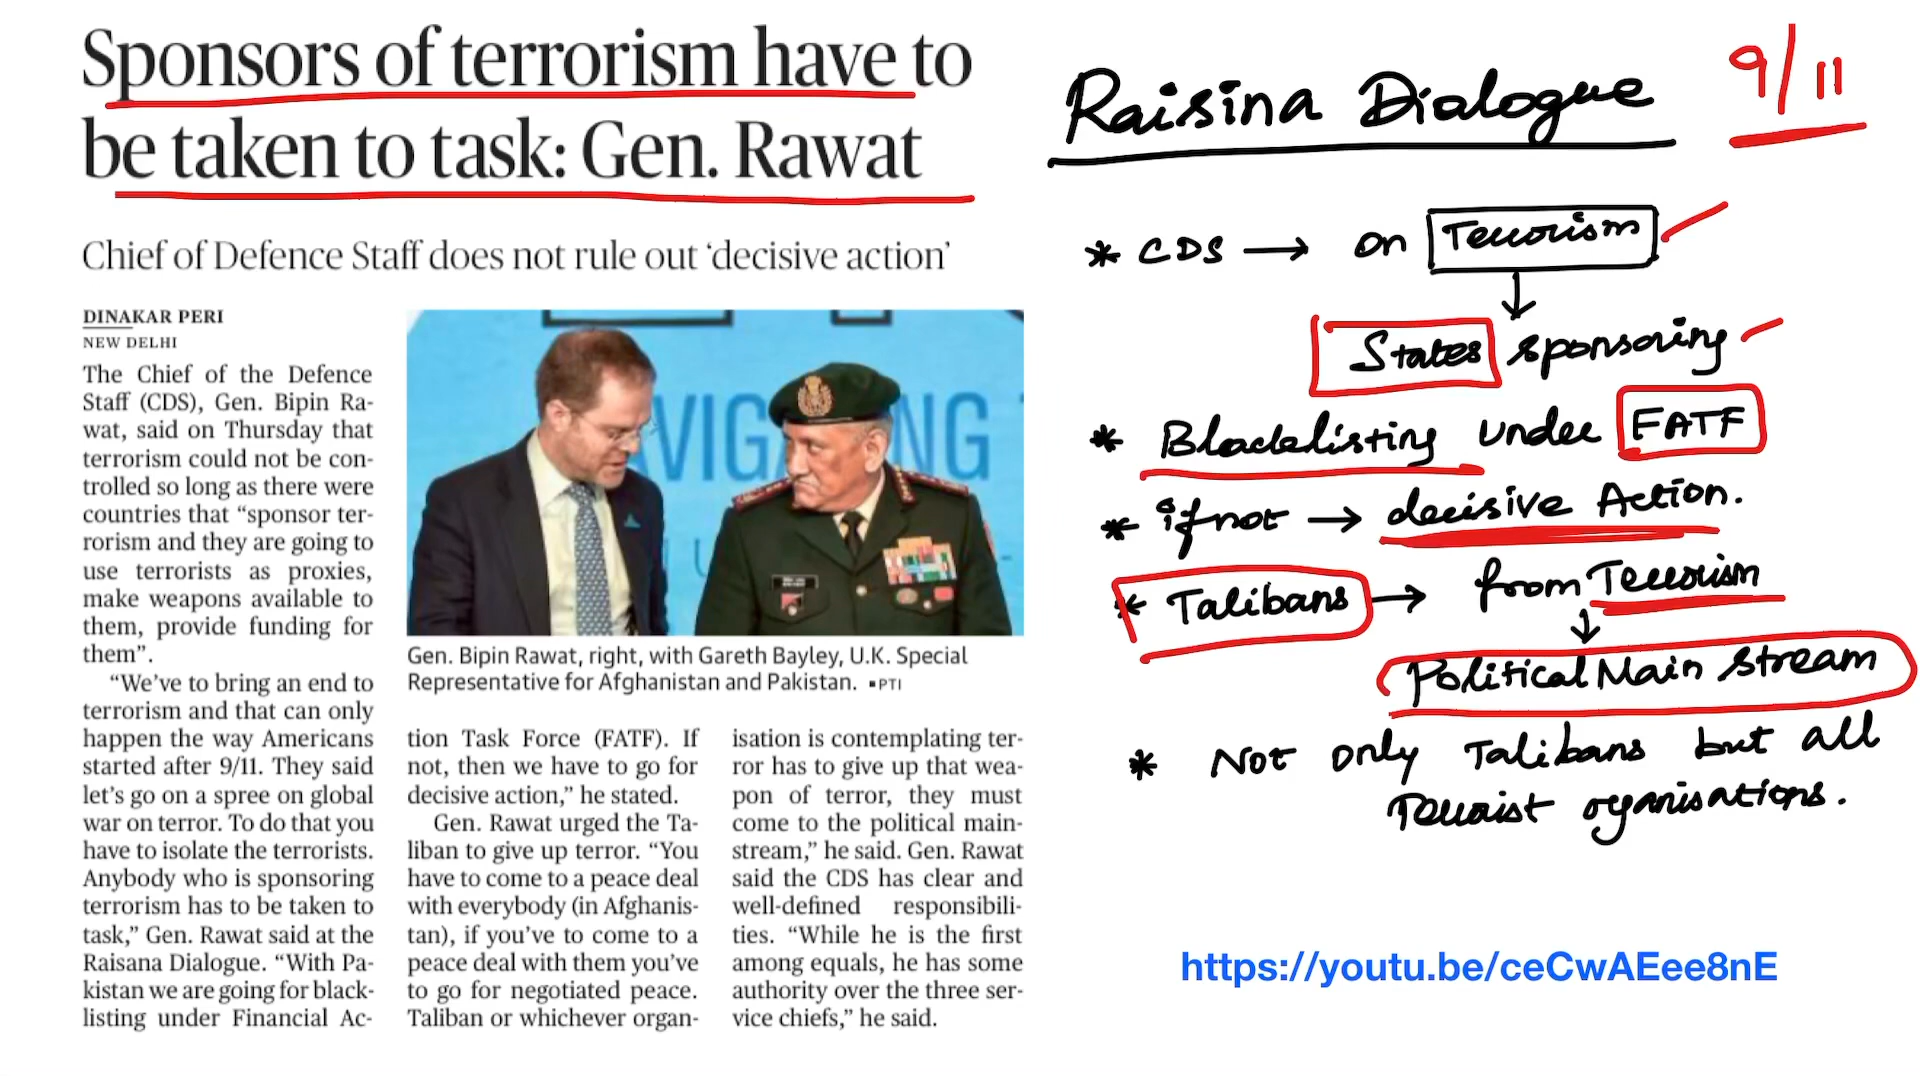 Sponsors of terrorism have to
be taken to task: Gen. Rawat
Chief of Defence Staff does not rule out ‘decisive action’
DINAKAR PERI
NEW DELHI
The Chief of the Defence
Staff (CDS), Gen. Bipin Ra-
wat, said on Thursday that
terrorism could not be con-
trolled so long as there were
countries that “sponsor ter-
rorism and they are going to
use terrorists as proxies,
make weapons available to
them, provide funding for
them”.
“We’ve to bring an end to
terrorism and that can only
happen the way Americans
started after 9/11. They said
let’s go on a spree on global
war on terror. To do that you
have to isolate the terrorists.
Anybody who is sponsoring
terrorism has to be taken to
task,” Gen. Rawat said at the
Raisana Dialogue. “With Pa-
kistan we are going for black-
listing under Financial Ac-
VIGA NG
Gen. Bipin Rawat, right, with Gareth Bayley, U.K. Special
Representative for Afghanistan and Pakistan. ▪PTI
tion Task Force (FATF). If
not, then we have to go for
decisive action,” he stated.
Gen. Rawat urged the Ta-
liban to give up terror. “You
have to come to a peace deal
with everybody (in Afghanis-
tan), if you’ve to come to a
peace deal with them you’ve
to go for negotiated peace.
Taliban or whichever organ-
isation is contemplating ter-
ror has to give up that wea-
pon of terror, they must
come to the political main-
stream,” he said. Gen. Rawat
said the CDS has clear and
well-defined responsibili-
ties. “While he is the first
among equals, he has some
authority over the three ser-
vice chiefs,” he said.
Raisina Dialogue 9/11
* CDS → on Terrorism
↓
States sponsoring
* Blacklisting under FATF
* if not → decisive Action.
* Talibans → from Terrorism
↓
Political Main stream
* Not only Talibans but all
Terrorist organisations.
https://youtu.be/ceCwAEee8nE